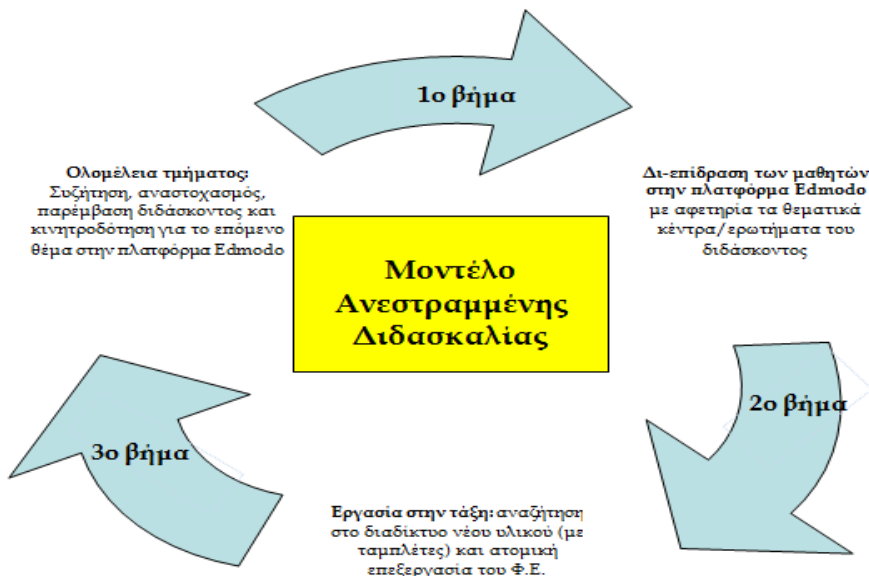 1ο βήμα
Ολομέλεια τμήματος:
Συζήτηση, αναστοχασμός,
παρέμβαση διδάσκοντος και
κινητροδότηση για το επόμενο
θέμα στην πλατφόρμα Edmodo
Δι-επίδραση των μαθητών
στην πλατφόρμα Edmodo
με αφετηρία τα θεματικά
κέντρα/ερωτήματα του
διδάσκοντος
Μοντέλο
Ανεστραμμένης
Διδασκαλίας
2ο βήμα
3ο βήμα
Εργασία στην τάξη: αναζήτηση
στο διαδίκτυο νέου υλικού (με
ταμπλέτες) και ατομική
επεξεργασία του Φ.Ε.